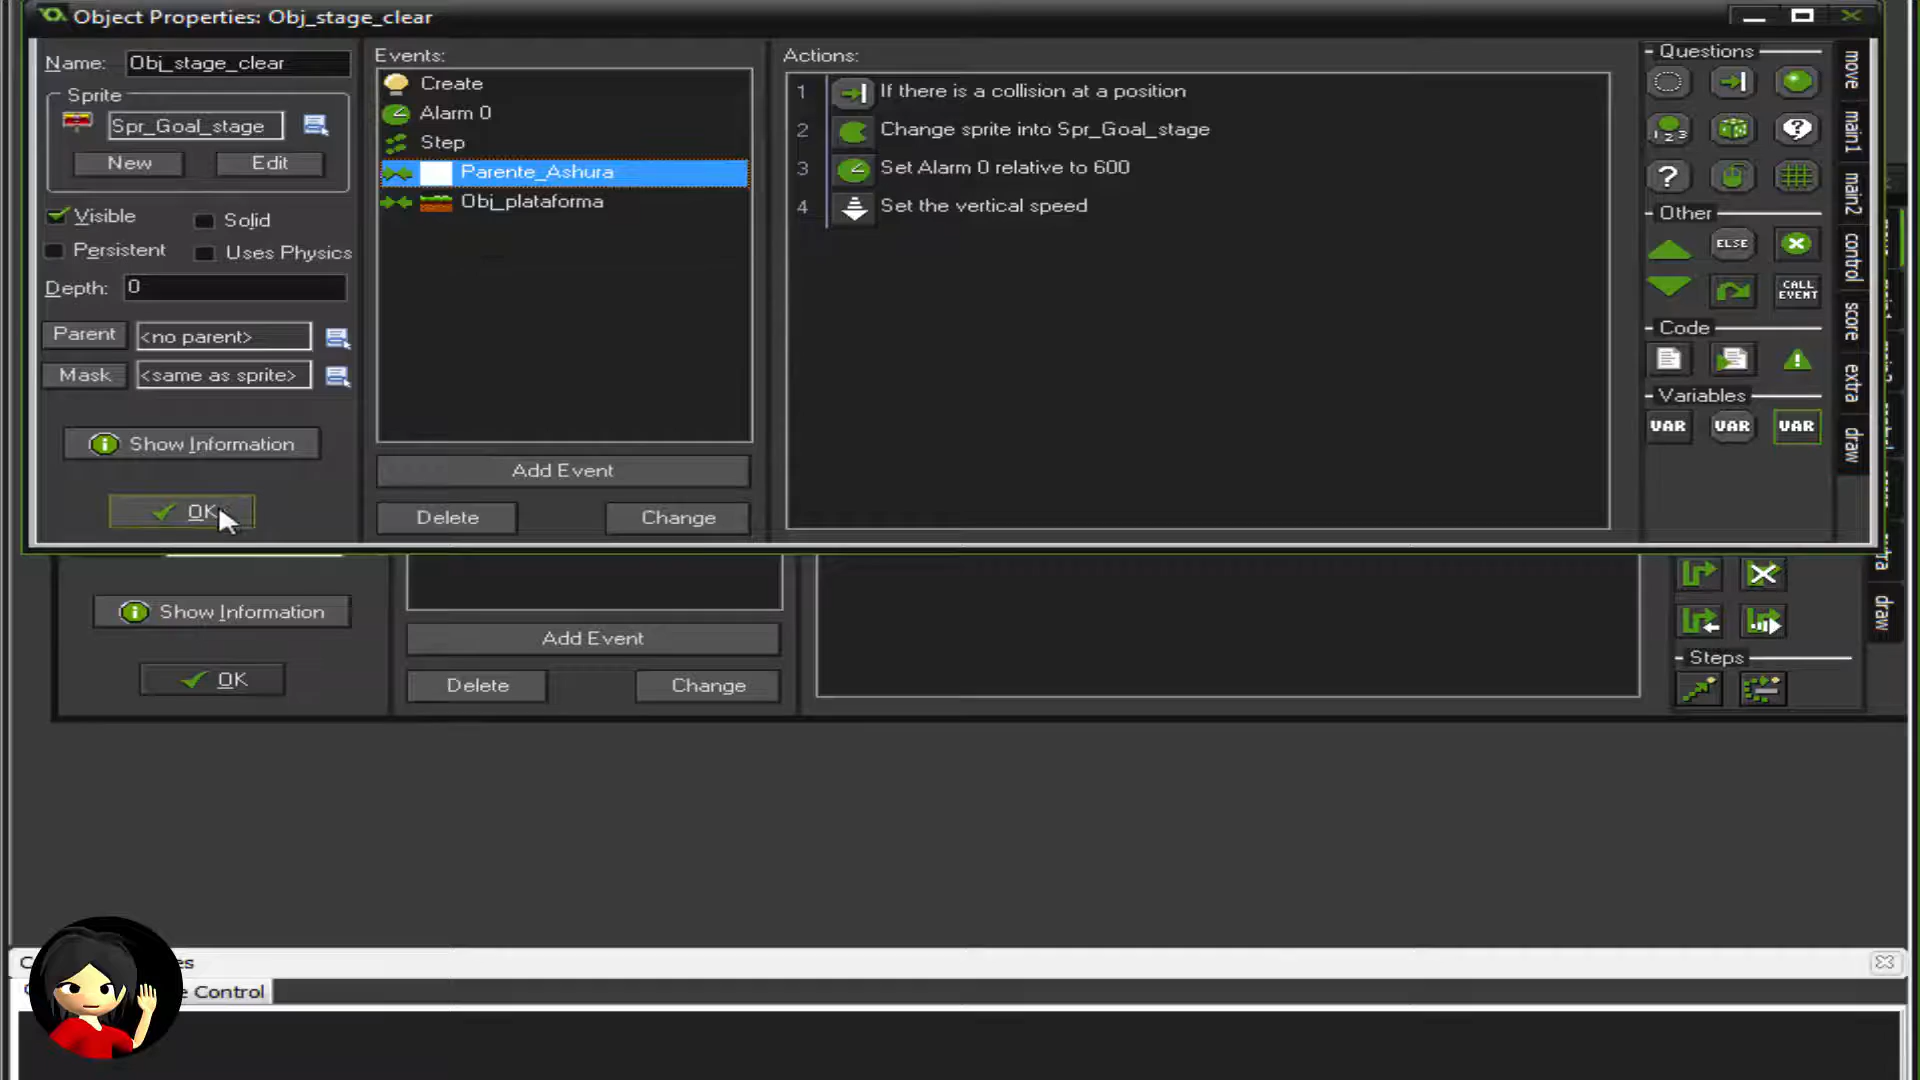 Object Properties: Obj_stage_clear
Name: Obj_stage_clear
Sprite
Spr_Goal_stage
New Edit
Visible Solid
Persistent Uses Physics
Depth: 0
Parent <no parent>
Mask <same as sprite>
Show Information
OK
Events:
Create
Alarm 0
Step
Parente_Ashura
Obj_plataforma
Add Event
Delete Change
Actions:
1 If there is a collision at a position
2 Change sprite into Spr_Goal_stage
3 Set Alarm 0 relative to 600
4 Set the vertical speed
Questions
Other
ELSE
CALL EVENT
Code
Variables
VAR VAR VAR
move
main1
main2
control
score
extra
draw
Show Information
OK
Add Event
Delete Change
Steps
draw
Control